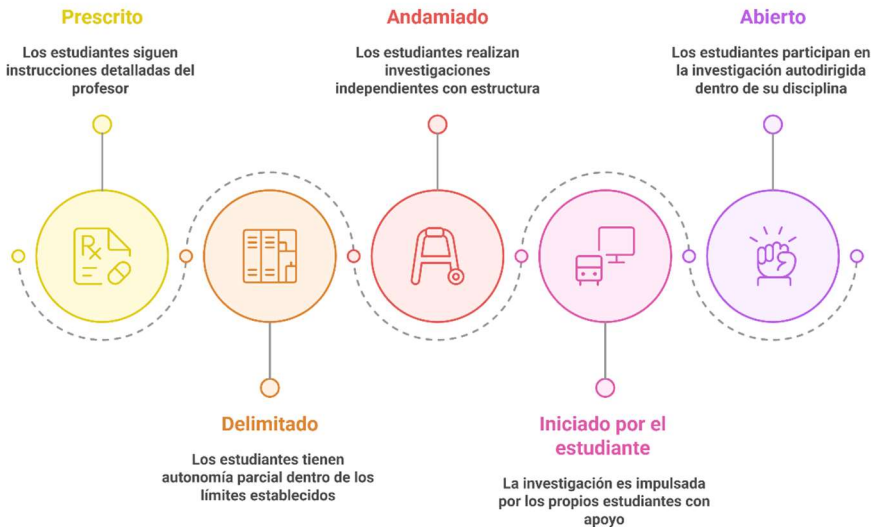 Prescrito
Los estudiantes siguen
instrucciones detalladas del
profesor
Delimitado
Los estudiantes tienen
autonomía parcial dentro de los
límites establecidos
Andamiado
Los estudiantes realizan
investigaciones
independientes con estructura
Iniciado por el
estudiante
La investigación es impulsada
por los propios estudiantes con
apoyo
Abierto
Los estudiantes participan en
la investigación autodirigida
dentro de su disciplina
Rx